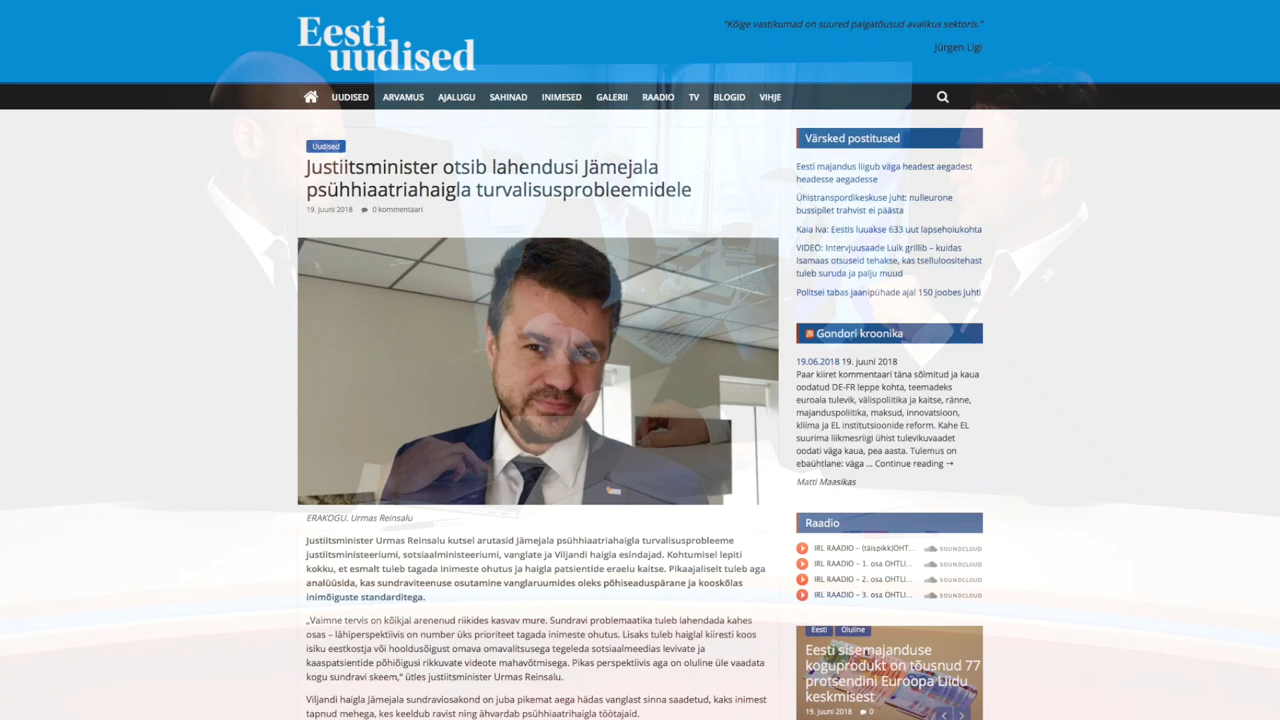 Eesti
uudised
“Kõige vastikumad on suured palgatõusud avalikus sektoris.”
Jürgen Ligi
UUDISED ARVAMUS AJALUGU SAHINAD INIMESED GALERII RAADIO TV BLOGID VIHJE
Uudised
Justiitsminister otsib lahendusi Jämejala
psühhiaatriahaigla turvalisusprobleemidele
19. juuni 2018 0 kommentaari
ERAKOGU. Urmas Reinsalu
Justiitsminister Urmas Reinsalu kutsel arutasid Jämejala psühhiaatriahaigla turvalisusprobleeme
justiitsministeeriumi, sotsiaalministeeriumi, vanglate ja Viljandi haigla esindajad. Kohtumisel lepiti
kokku, et esmalt tuleb tagada inimeste ohutus ja haigla patsientide eraelu kaitse. Pikaajaliselt tuleb aga
analüüsida, kas sundraviteenuse osutamine vanglaruumides oleks põhiseaduspärane ja kooskõlas
inimõiguste standarditega.
„Vaimne tervis on kõikjal arenenud riikides kasvav mure. Sundravi problemaatika tuleb lahendada kahes
osas – lähiperspektiivis on number üks prioriteet tagada inimeste ohutus. Lisaks tuleb haiglal kiiresti koos
isiku eestkostja või hooldusõigust omava omavalitsusega tegeleda sotsiaalmeedias levivate ja
kaaspatsientide põhiõigusi rikkuvate videote mahavõtmisega. Pikas perspektiivis aga on oluline üle vaadata
kogu sundravi skeem,“ ütles justiitsminister Urmas Reinsalu.
Viljandi haigla Jämejala sundraviosakond on juba pikemat aega hädas vanglast sinna saadetud, kaks inimest
tapnud mehega, kes keeldub ravist ning ähvardab psühhiaatriahaigla töötajaid.
Värsked postitused
Eesti majandus liigub väga headest aegadest
headesse aegadesse
Ühistranspordikeskuse juht: nulleurone
bussipilet trahvist ei päästa
Kaia Iva: Eestis luuakse 633 uut lapsehoiukohta
VIDEO: Intervjuusaade Luik grillib – kuidas
Isamaas otsuseid tehakse, kas tselluloositehast
tuleb suruda ja palju muud
Politsei tabas jaanipühade ajal 150 joobes juhti
Gondori kroonika
19.06.2018 19. juuni 2018
Paar kiiret kommentaari täna sõlmitud ja kaua
oodatud DE-FR leppe kohta, teemadeks
euroala tulevik, välispoliitika ja kaitse, ränne,
majanduspoliitika, maksud, innovatsioon,
kliima ja EL institutsioonide reform. Kahe EL
suurima liikmesriigi ühist tulevikuvaadet
oodati väga kaua, pea aasta. Tulemus on
ebaühtlane: väga ... Continue reading →
Matti Maasikas
Raadio
IRL RAADIO – (täispikk)OHT... SOUNDCLOUD
IRL RAADIO – 1. osa OHTLI... SOUNDCLOUD
IRL RAADIO – 2. osa OHTLI... SOUNDCLOUD
IRL RAADIO – 3. osa OHTLI... SOUNDCLOUD
Eesti Oluline
Eesti sisemajanduse
koguprodukt on tõusnud 77
protsendini Euroopa Liidu
keskmisest
19. juuni 2018 0